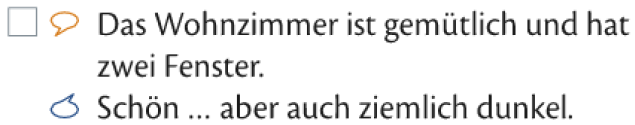 Das Wohnzimmer ist gemütlich und hat
zwei Fenster.
Schön ... aber auch ziemlich dunkel.